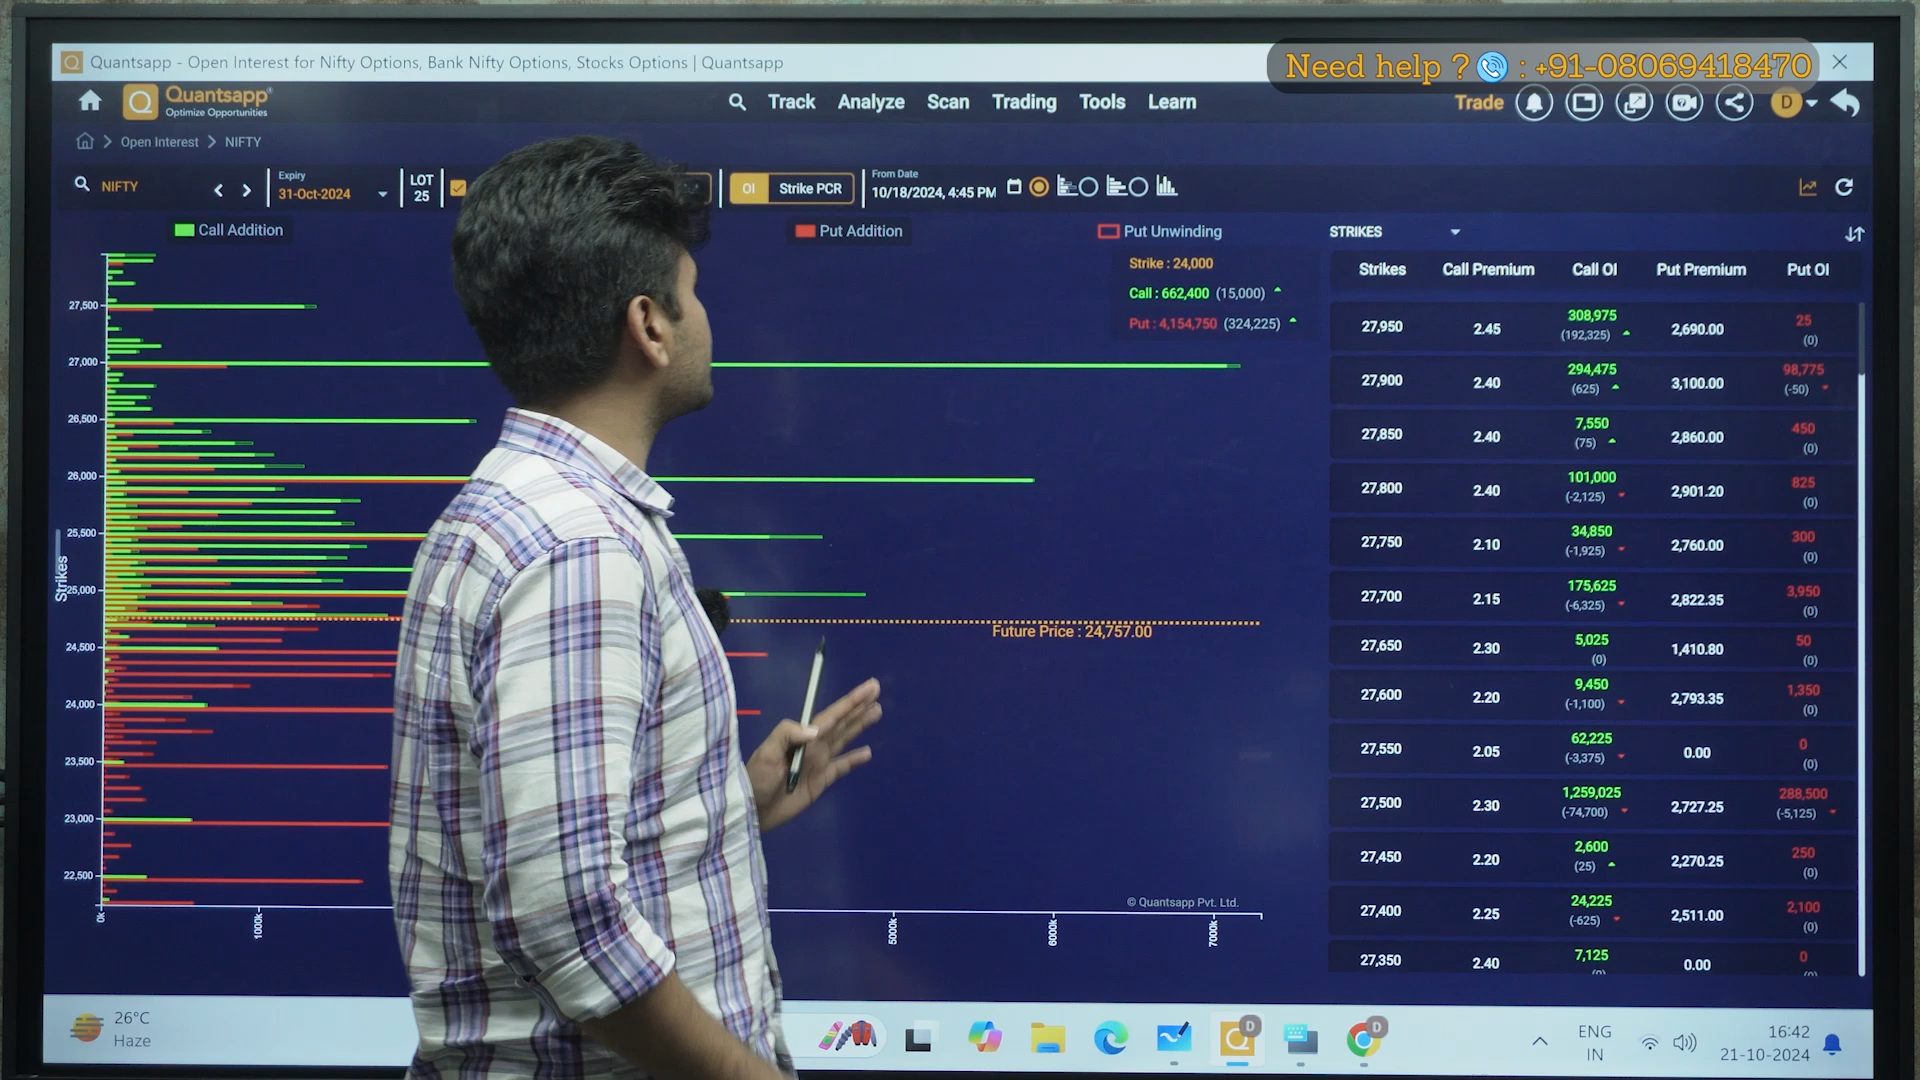 Quantsapp - Open Interest for Nifty Options, Bank Nifty Options, Stocks Options | Quantsapp
Need help ? : +91-08069418470
Quantsapp
Optimize Opportunities
Track Analyze Scan Trading Tools Learn
Trade
D
Open Interest > NIFTY
NIFTY
Expiry
31-Oct-2024
LOT
25
OI Strike PCR
From Date
10/18/2024, 4:45 PM
Call Addition
Put Addition
Put Unwinding
Strike : 24,000
Call : 662,400 (15,000)
Put : 4,154,750 (324,225)
STRIKES
Strikes Call Premium Call OI Put Premium Put OI
27,950 2.45 308,975 (192,325) 2,690.00 25 (0)
27,900 2.40 294,475 (625) 3,100.00 98,775 (-50)
27,850 2.40 7,550 (75) 2,860.00 450 (0)
27,800 2.40 101,000 (-2,125) 2,901.20 825 (0)
27,750 2.10 34,850 (-1,925) 2,760.00 300 (0)
27,700 2.15 175,625 (-6,325) 2,822.35 3,950 (0)
27,650 2.30 5,025 (0) 1,410.80 50 (0)
27,600 2.20 9,450 (-1,100) 2,793.35 1,350 (0)
27,550 2.05 62,225 (-3,375) 0.00 0 (0)
27,500 2.30 1,259,025 (-74,700) 2,727.25 288,500 (-5,125)
27,450 2.20 2,600 (25) 2,270.25 250 (0)
27,400 2.25 24,225 (-625) 2,511.00 2,100 (0)
27,350 2.40 7,125 0.00 0
27,500
27,000
26,500
26,000
25,500
25,000
24,500
24,000
23,500
23,000
22,500
Strikes
Future Price : 24,757.00
© Quantsapp Pvt. Ltd.
0k 1000k 5000k 6000k 7000k
26°C
Haze
D
D
ENG
IN
16:42
21-10-2024